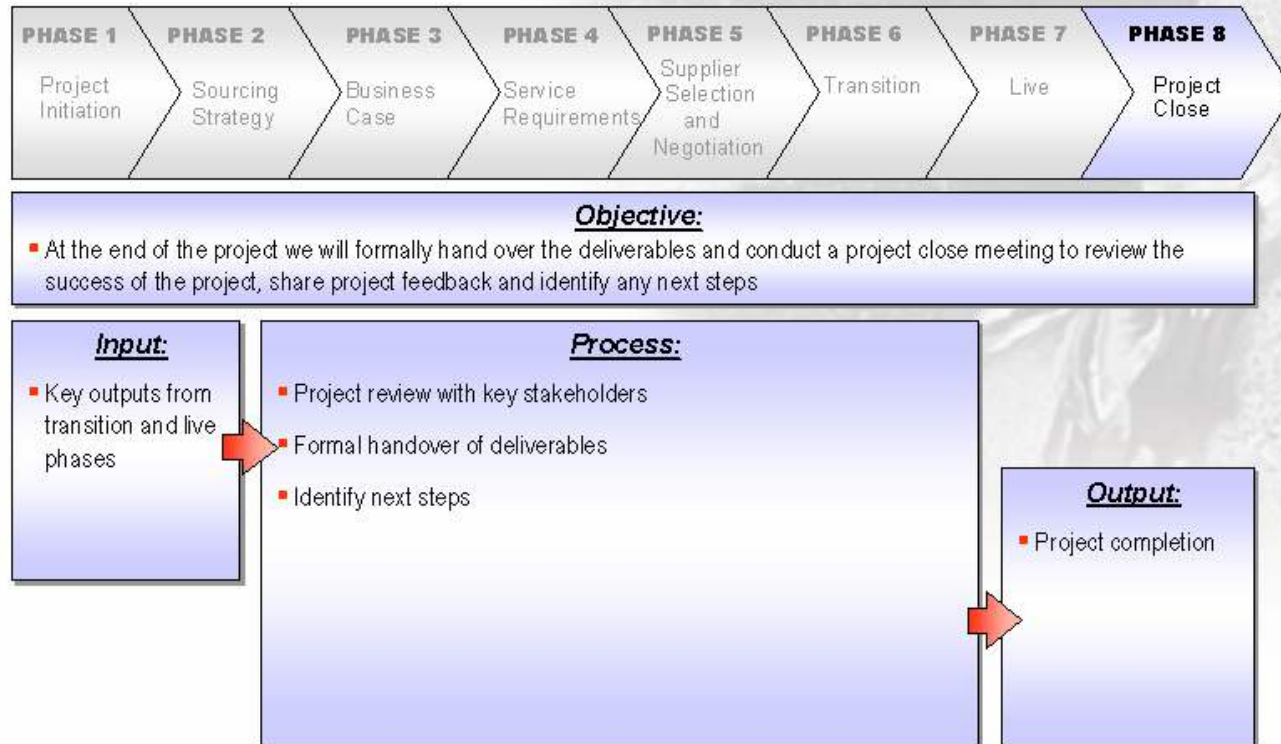 PHASE 1
Project
Initiation
PHASE 2
Sourcing
Strategy
PHASE 3
Business
Case
PHASE 4
Service
Requirements
PHASE 5
Supplier
Selection
and
Negotiation
PHASE 6
Transition
PHASE 7
Live
PHASE 8
Project
Close
Objective:
▪ At the end of the project we will formally hand over the deliverables and conduct a project close meeting to review the
success of the project, share project feedback and identify any next steps
Input:
▪ Key outputs from
transition and live
phases
Process:
▪ Project review with key stakeholders
▪ Formal handover of deliverables
▪ Identify next steps
Output:
▪ Project completion